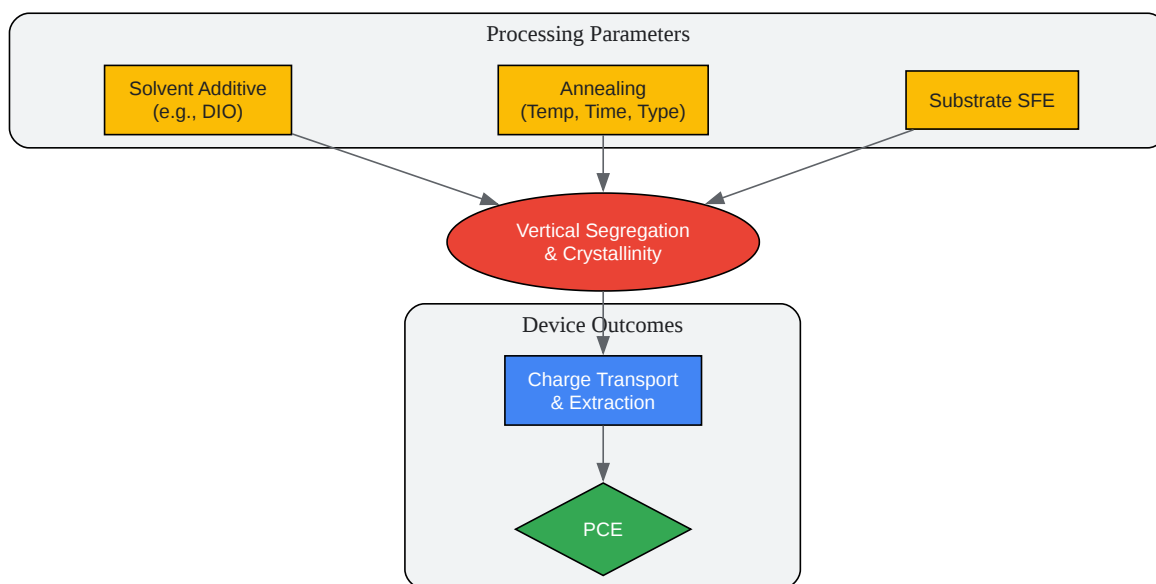 Processing Parameters
Solvent Additive
(e.g., DIO)
Annealing
(Temp, Time, Type)
Substrate SFE
Vertical Segregation
& Crystallinity
Device Outcomes
Charge Transport
& Extraction
PCE